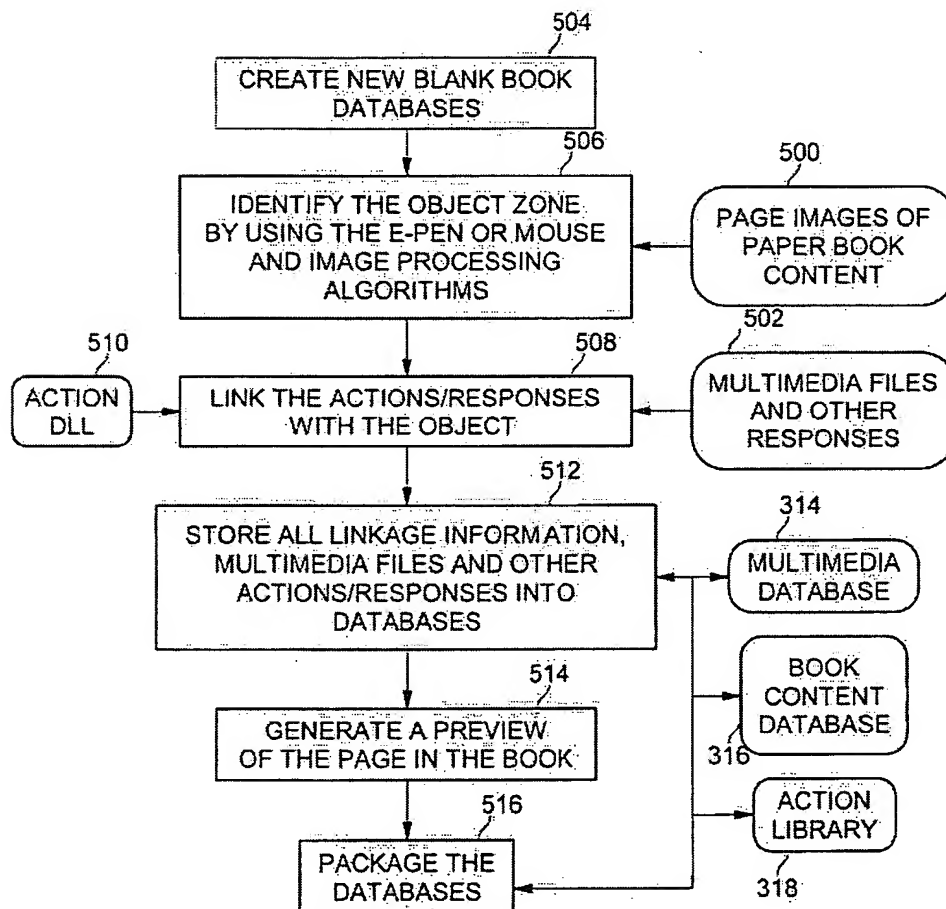 504
CREATE NEW BLANK BOOK
DATABASES
506
IDENTIFY THE OBJECT ZONE
BY USING THE E-PEN OR MOUSE
AND IMAGE PROCESSING
ALGORITHMS
500
PAGE IMAGES OF
PAPER BOOK
CONTENT
510
ACTION
DLL
508
LINK THE ACTIONS/RESPONSES
WITH THE OBJECT
502
MULTIMEDIA FILES
AND OTHER
RESPONSES
512
STORE ALL LINKAGE INFORMATION,
MULTIMEDIA FILES AND OTHER
ACTIONS/RESPONSES INTO
DATABASES
314
MULTIMEDIA
DATABASE
BOOK
CONTENT
DATABASE
316
514
GENERATE A PREVIEW
OF THE PAGE IN THE BOOK
ACTION
LIBRARY
318
516
PACKAGE THE
DATABASES